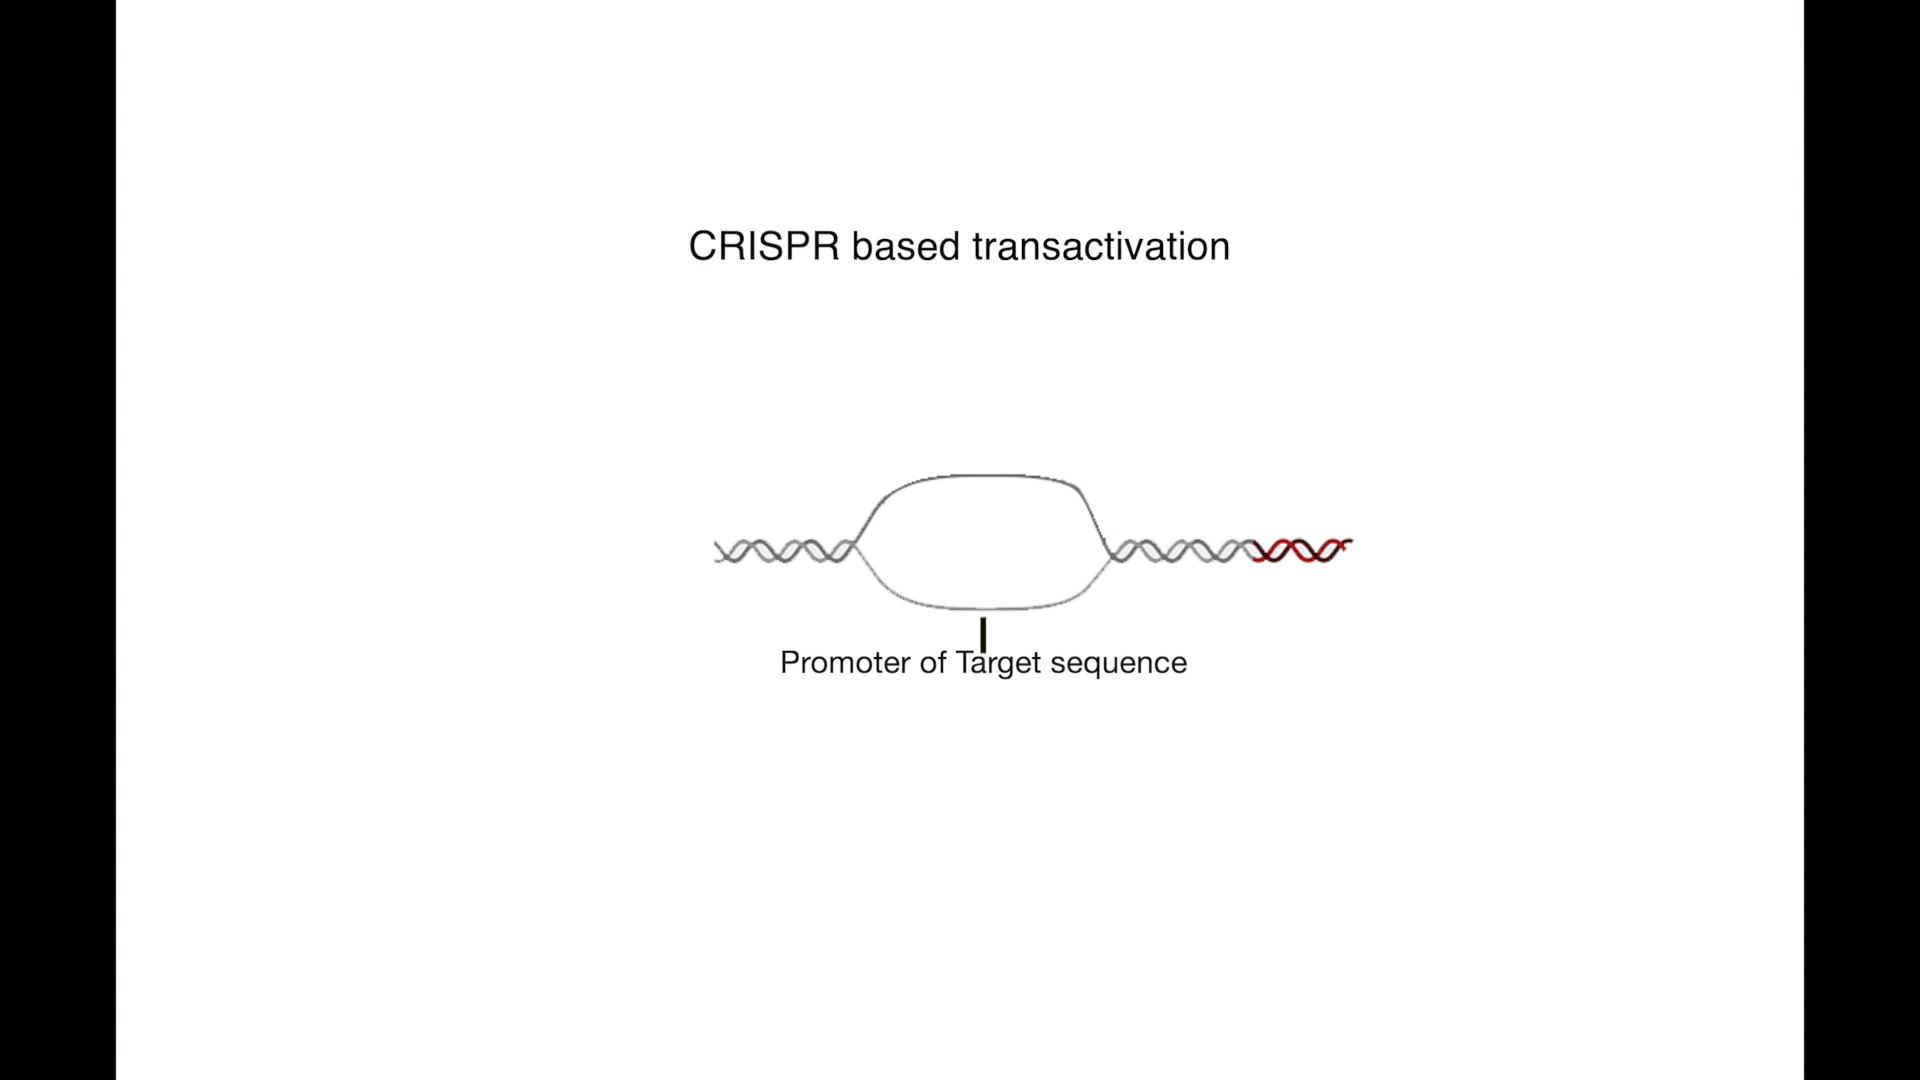 CRISPR based transactivation
Promoter of Target sequence